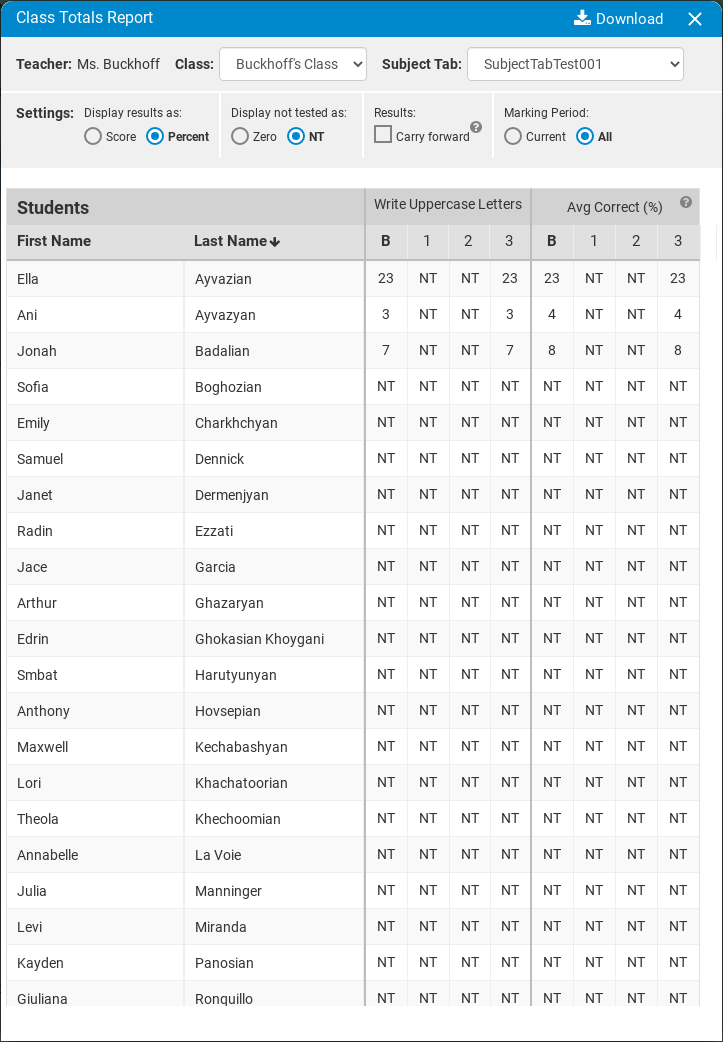 Class Totals Report Download
Teacher: Ms. Buckhoff Class: Buckhoff's Class Subject Tab: SubjectTabTest001
Settings: Display results as: Display not tested as: Results: Marking Period:
Score Percent Zero NT Carry forward ? Current All
Students Write Uppercase Letters Avg Correct (%) ?
First Name Last Name B 1 2 3 B 1 2 3
Ella Ayvazian 23 NT NT 23 23 NT NT 23
Ani Ayvazyan 3 NT NT 3 4 NT NT 4
Jonah Badalian 7 NT NT 7 8 NT NT 8
Sofia Boghozian NT NT NT NT NT NT NT NT
Emily Charkhchyan NT NT NT NT NT NT NT NT
Samuel Dennick NT NT NT NT NT NT NT NT
Janet Dermenjyan NT NT NT NT NT NT NT NT
Radin Ezzati NT NT NT NT NT NT NT NT
Jace Garcia NT NT NT NT NT NT NT NT
Arthur Ghazaryan NT NT NT NT NT NT NT NT
Edrin Ghokasian Khoygani NT NT NT NT NT NT NT NT
Smbat Harutyunyan NT NT NT NT NT NT NT NT
Anthony Hovsepian NT NT NT NT NT NT NT NT
Maxwell Kechabashyan NT NT NT NT NT NT NT NT
Lori Khachatoorian NT NT NT NT NT NT NT NT
Theola Khechoomian NT NT NT NT NT NT NT NT
Annabelle La Voie NT NT NT NT NT NT NT NT
Julia Manninger NT NT NT NT NT NT NT NT
Levi Miranda NT NT NT NT NT NT NT NT
Kayden Panosian NT NT NT NT NT NT NT NT
Giuliana Ronquillo NT NT NT NT NT NT NT NT